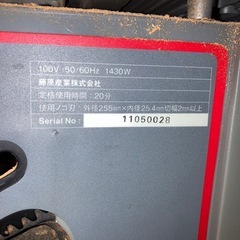 100V 50/60Hz 1430W
藤原産業株式会社
定格使用時間：20分
使用ノコ刃：外径255㎜×内径25.4㎜切幅2㎜以上
Serial No： 11050028